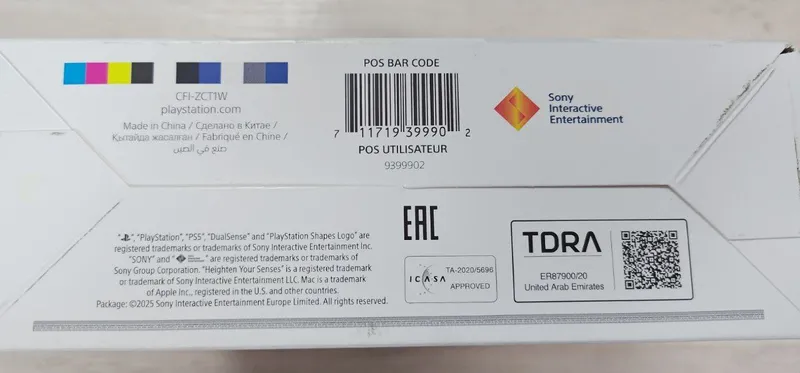 CFI-ZCT1W
playstation.com
Made in China / Сделано в Китае /
Қытайда жасалған / Fabriqué en Chine /
صنع في الصين
POS BAR CODE
7 11719 39990 2
POS UTILISATEUR
9399902
Sony
Interactive
Entertainment
" ", "PlayStation", "PS5", "DualSense" and "PlayStation Shapes Logo" are
registered trademarks or trademarks of Sony Interactive Entertainment Inc.
"SONY" and " " are registered trademarks or trademarks of
Sony Group Corporation. "Heighten Your Senses" is a registered trademark
or trademark of Sony Interactive Entertainment LLC. Mac is a trademark
of Apple Inc., registered in the U.S. and other countries.
Package: ©2025 Sony Interactive Entertainment Europe Limited. All rights reserved.
EAC
ICASA
TA-2020/5696
APPROVED
TDRA
ER87900/20
United Arab Emirates